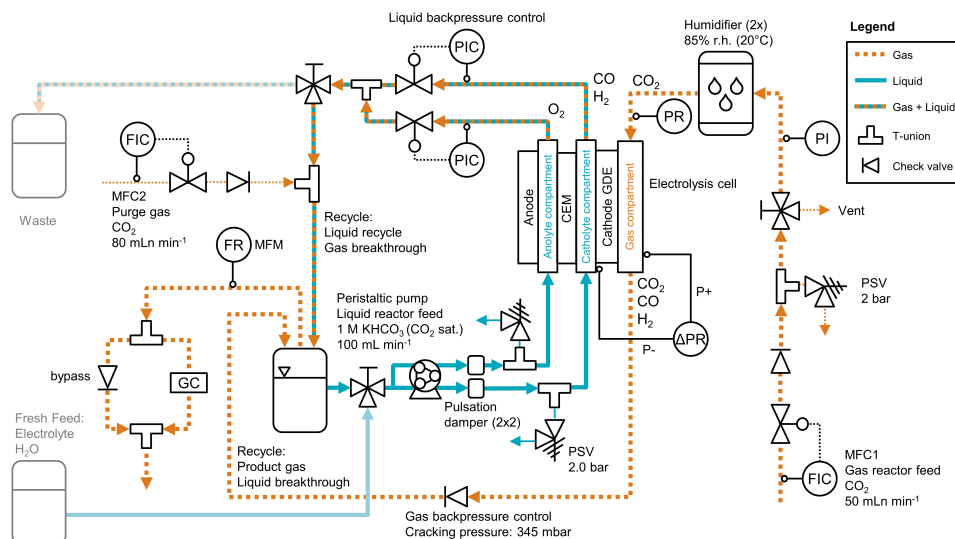 Liquid backpressure control
Humidifier (2x)
85% r.h. (20°C)
Legend
Gas
Liquid
Gas + Liquid
T-union
Check valve
PIC
CO
H₂
CO₂
PR
PI
O₂
PIC
FIC
MFC2
Purge gas
CO₂
80 mLn min⁻¹
Waste
Anode
Anolyte compartment
CEM
Catholyte compartment
Cathode GDE
Gas compartment
Electrolysis cell
Vent
Recycle:
Liquid recycle
Gas breakthrough
FR
MFM
CO₂
CO
H₂
P+
P-
ΔPR
PSV
2 bar
Peristaltic pump
Liquid reactor feed
1 M KHCO₃ (CO₂ sat.)
100 mL min⁻¹
bypass
GC
Pulsation
damper (2x2)
PSV
2.0 bar
Fresh Feed:
Electrolyte
H₂O
Recycle:
Product gas
Liquid breakthrough
FIC
MFC1
Gas reactor feed
CO₂
50 mLn min⁻¹
Gas backpressure control
Cracking pressure: 345 mbar